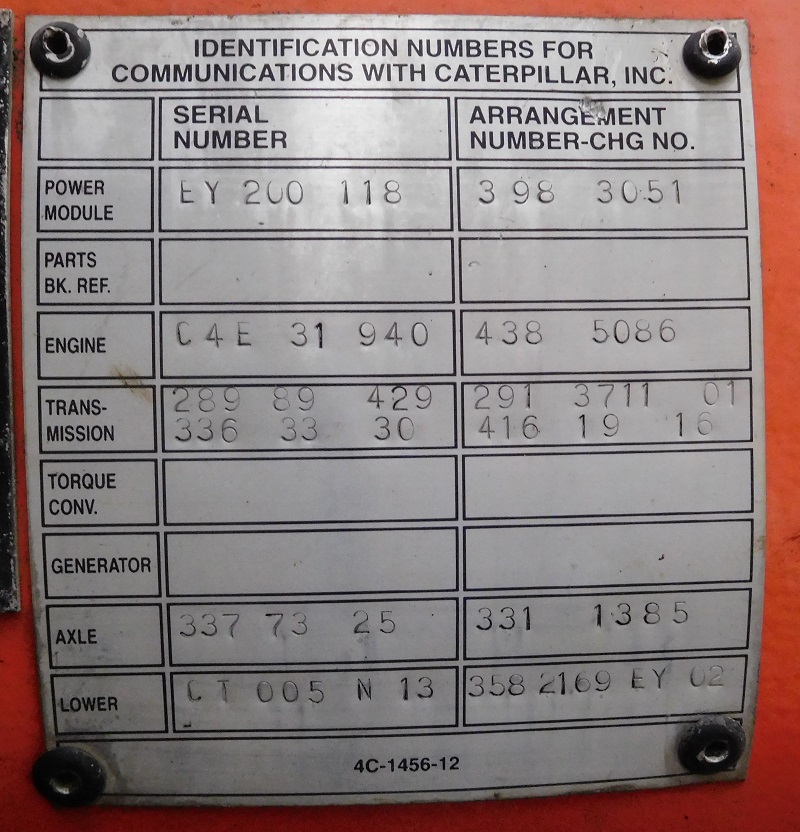 IDENTIFICATION NUMBERS FOR
COMMUNICATIONS WITH CATERPILLAR, INC.
SERIAL NUMBER
ARRANGEMENT NUMBER-CHG NO.
POWER MODULE
EY 200 118
398 3051
PARTS BK. REF.
ENGINE
C4E 31 940
438 5086
TRANS-
MISSION
289 89 429
291 3711 01
336 33 30
416 19 16
TORQUE CONV.
GENERATOR
AXLE
337 73 25
331 1385
LOWER
CT 005 N 13
358 2169 EY 02
4C-1456-12